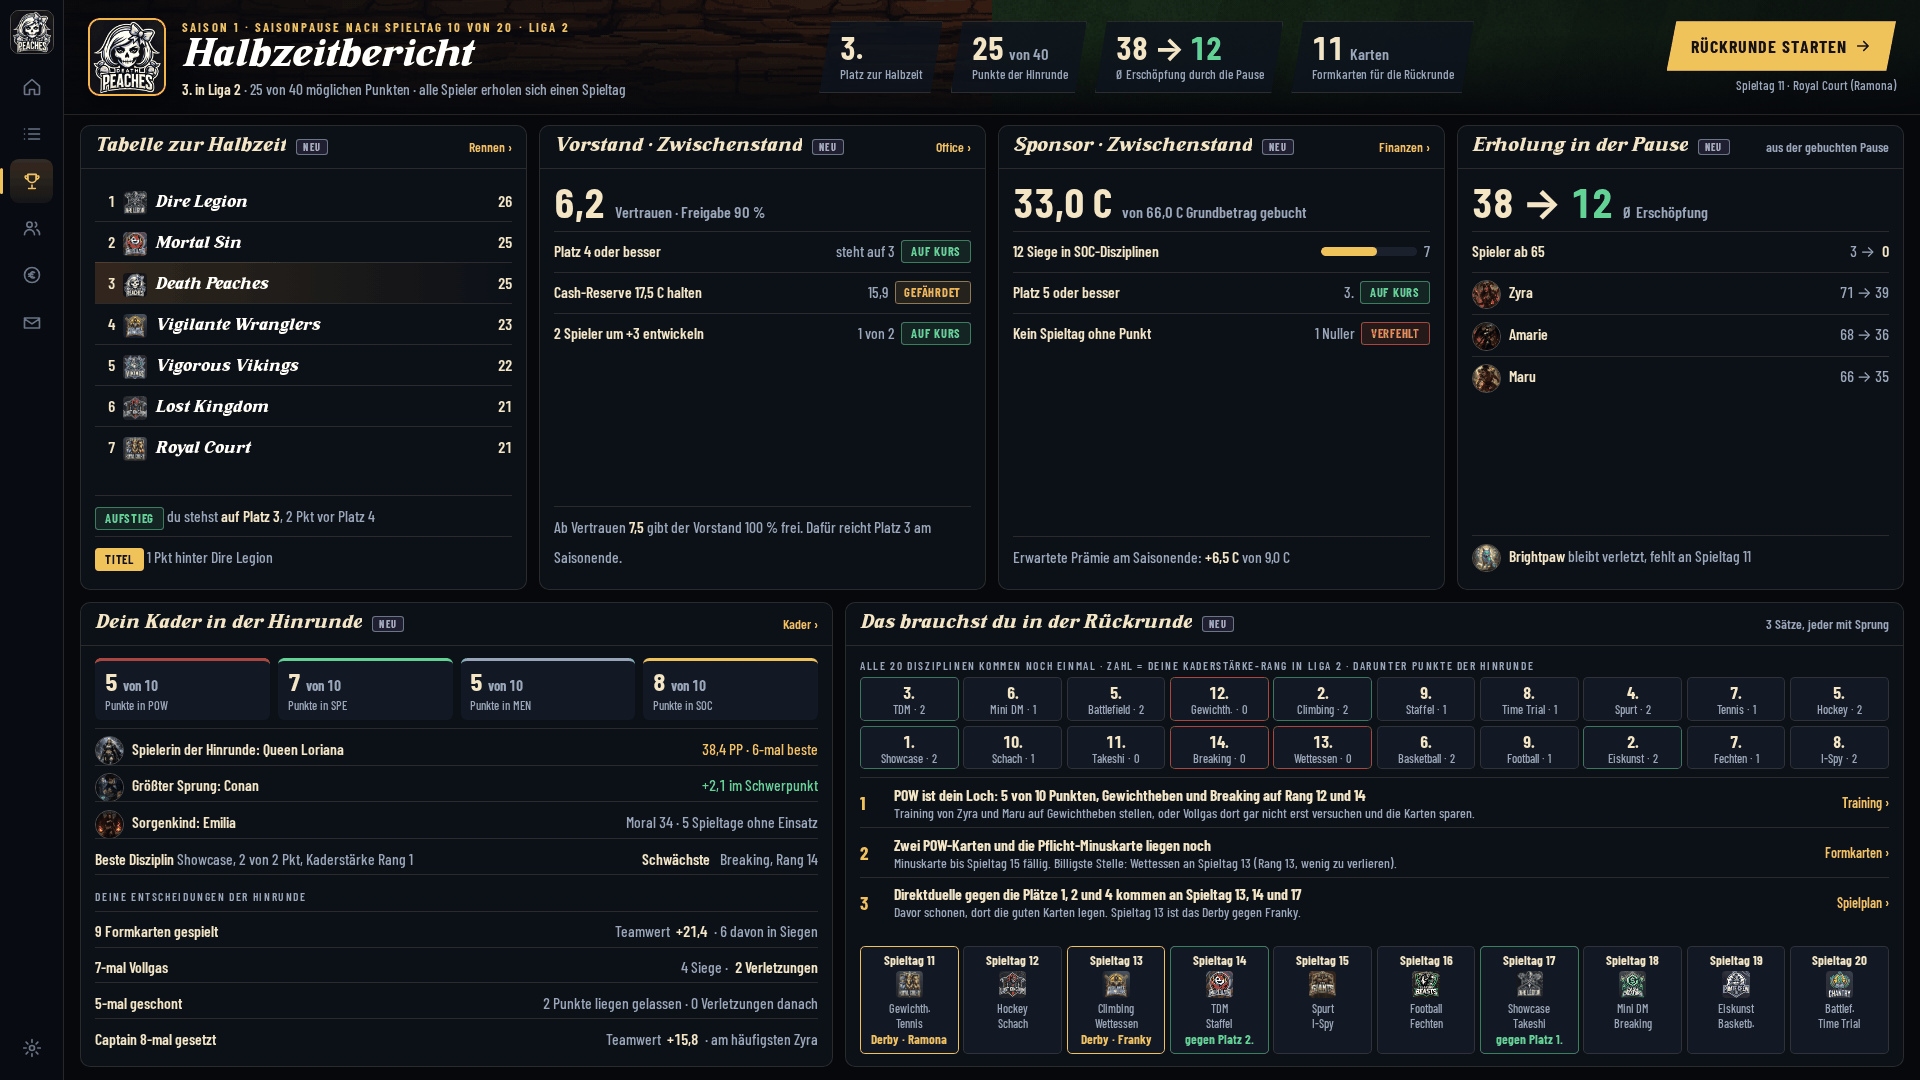 SAISON 1 · SAISONPAUSE NACH SPIELTAG 10 VON 20 · LIGA 2
Halbzeitbericht
3. in Liga 2 · 25 von 40 möglichen Punkten · alle Spieler erholen sich einen Spieltag
3.
Platz zur Halbzeit
25 von 40
Punkte der Hinrunde
38 → 12
Ø Erschöpfung durch die Pause
11 Karten
Formkarten für die Rückrunde
RÜCKRUNDE STARTEN →
Spieltag 11 · Royal Court (Ramona)
Tabelle zur Halbzeit NEU Rennen ›
1 Dire Legion 26
2 Mortal Sin 25
3 Death Peaches 25
4 Vigilante Wranglers 23
5 Vigorous Vikings 22
6 Lost Kingdom 21
7 Royal Court 21
AUFSTIEG du stehst auf Platz 3, 2 Pkt vor Platz 4
TITEL 1 Pkt hinter Dire Legion
Vorstand · Zwischenstand NEU Office ›
6,2 Vertrauen · Freigabe 90 %
Platz 4 oder besser steht auf 3 AUF KURS
Cash-Reserve 17,5 C halten 15,9 GEFÄHRDET
2 Spieler um +3 entwickeln 1 von 2 AUF KURS
Ab Vertrauen 7,5 gibt der Vorstand 100 % frei. Dafür reicht Platz 3 am
Saisonende.
Sponsor · Zwischenstand NEU Finanzen ›
33,0 C von 66,0 C Grundbetrag gebucht
12 Siege in SOC-Disziplinen 7
Platz 5 oder besser 3. AUF KURS
Kein Spieltag ohne Punkt 1 Nuller VERFEHLT
Erwartete Prämie am Saisonende: +6,5 C von 9,0 C
Erholung in der Pause NEU aus der gebuchten Pause
38 → 12 Ø Erschöpfung
Spieler ab 65 3 → 0
Zyra 71 → 39
Amarie 68 → 36
Maru 66 → 35
Brightpaw bleibt verletzt, fehlt an Spieltag 11
Dein Kader in der Hinrunde NEU Kader ›
5 von 10
Punkte in POW
7 von 10
Punkte in SPE
5 von 10
Punkte in MEN
8 von 10
Punkte in SOC
Spielerin der Hinrunde: Queen Loriana 38,4 PP · 6-mal beste
Größter Sprung: Conan +2,1 im Schwerpunkt
Sorgenkind: Emilia Moral 34 · 5 Spieltage ohne Einsatz
Beste Disziplin Showcase, 2 von 2 Pkt, Kaderstärke Rang 1 Schwächste Breaking, Rang 14
DEINE ENTSCHEIDUNGEN DER HINRUNDE
9 Formkarten gespielt Teamwert +21,4 · 6 davon in Siegen
7-mal Vollgas 4 Siege · 2 Verletzungen
5-mal geschont 2 Punkte liegen gelassen · 0 Verletzungen danach
Captain 8-mal gesetzt Teamwert +15,8 · am häufigsten Zyra
Das brauchst du in der Rückrunde NEU 3 Sätze, jeder mit Sprung
ALLE 20 DISZIPLINEN KOMMEN NOCH EINMAL · ZAHL = DEINE KADERSTÄRKE-RANG IN LIGA 2 · DARUNTER PUNKTE DER HINRUNDE
3. 6. 5. 12. 2. 9. 8. 4. 7. 5.
TDM · 2 Mini DM · 1 Battlefield · 2 Gewichth. · 0 Climbing · 2 Staffel · 1 Time Trial · 1 Spurt · 2 Tennis · 1 Hockey · 2
1. 10. 11. 14. 13. 6. 9. 2. 7. 8.
Showcase · 2 Schach · 1 Takeshi · 0 Breaking · 0 Wettessen · 0 Basketball · 2 Football · 1 Eiskunst · 2 Fechten · 1 I-Spy · 2
1 POW ist dein Loch: 5 von 10 Punkten, Gewichtheben und Breaking auf Rang 12 und 14
Training von Zyra und Maru auf Gewichtheben stellen, oder Vollgas dort gar nicht erst versuchen und die Karten sparen.
Training ›
2 Zwei POW-Karten und die Pflicht-Minuskarte liegen noch
Minuskarte bis Spieltag 15 fällig. Billigste Stelle: Wettessen an Spieltag 13 (Rang 13, wenig zu verlieren).
Formkarten ›
3 Direktduelle gegen die Plätze 1, 2 und 4 kommen an Spieltag 13, 14 und 17
Davor schonen, dort die guten Karten legen. Spieltag 13 ist das Derby gegen Franky.
Spielplan ›
Spieltag 11 Spieltag 12 Spieltag 13 Spieltag 14 Spieltag 15 Spieltag 16 Spieltag 17 Spieltag 18 Spieltag 19 Spieltag 20
Gewichth. Hockey Climbing TDM Spurt Football Showcase Mini DM Eiskunst Battlef.
Tennis Schach Wettessen Staffel I-Spy Fechten Takeshi Breaking Basketb. Time Trial
Derby · Ramona Derby · Franky gegen Platz 2. gegen Platz 1.